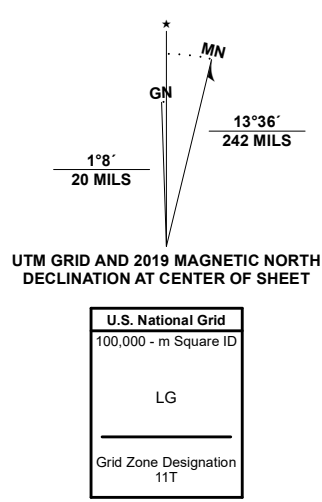 ★
MN
GN
13°36´
242 MILS
1°8´
20 MILS
UTM GRID AND 2019 MAGNETIC NORTH
DECLINATION AT CENTER OF SHEET
U.S. National Grid
100,000 - m Square ID
LG
Grid Zone Designation
11T